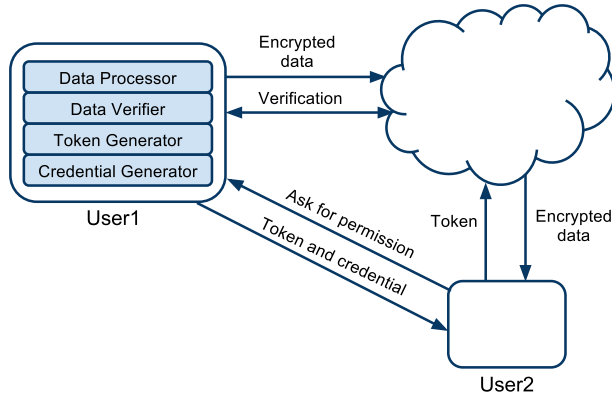 Encrypted
data
Data Processor
Data Verifier
Verification
Token Generator
Credential Generator
User1
Ask for permission
Token and credential
Token
Encrypted
data
User2